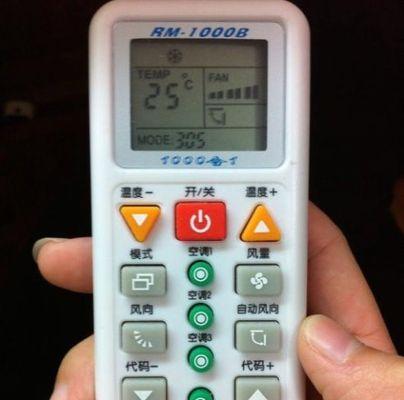 RM-1000B
TEMP
25°C
FAN
MODE: 305
1000合1
温度－ 开/关 温度＋
模式 空调1 风量
空调2
风向 自动风向
空调3
代码－ 代码＋